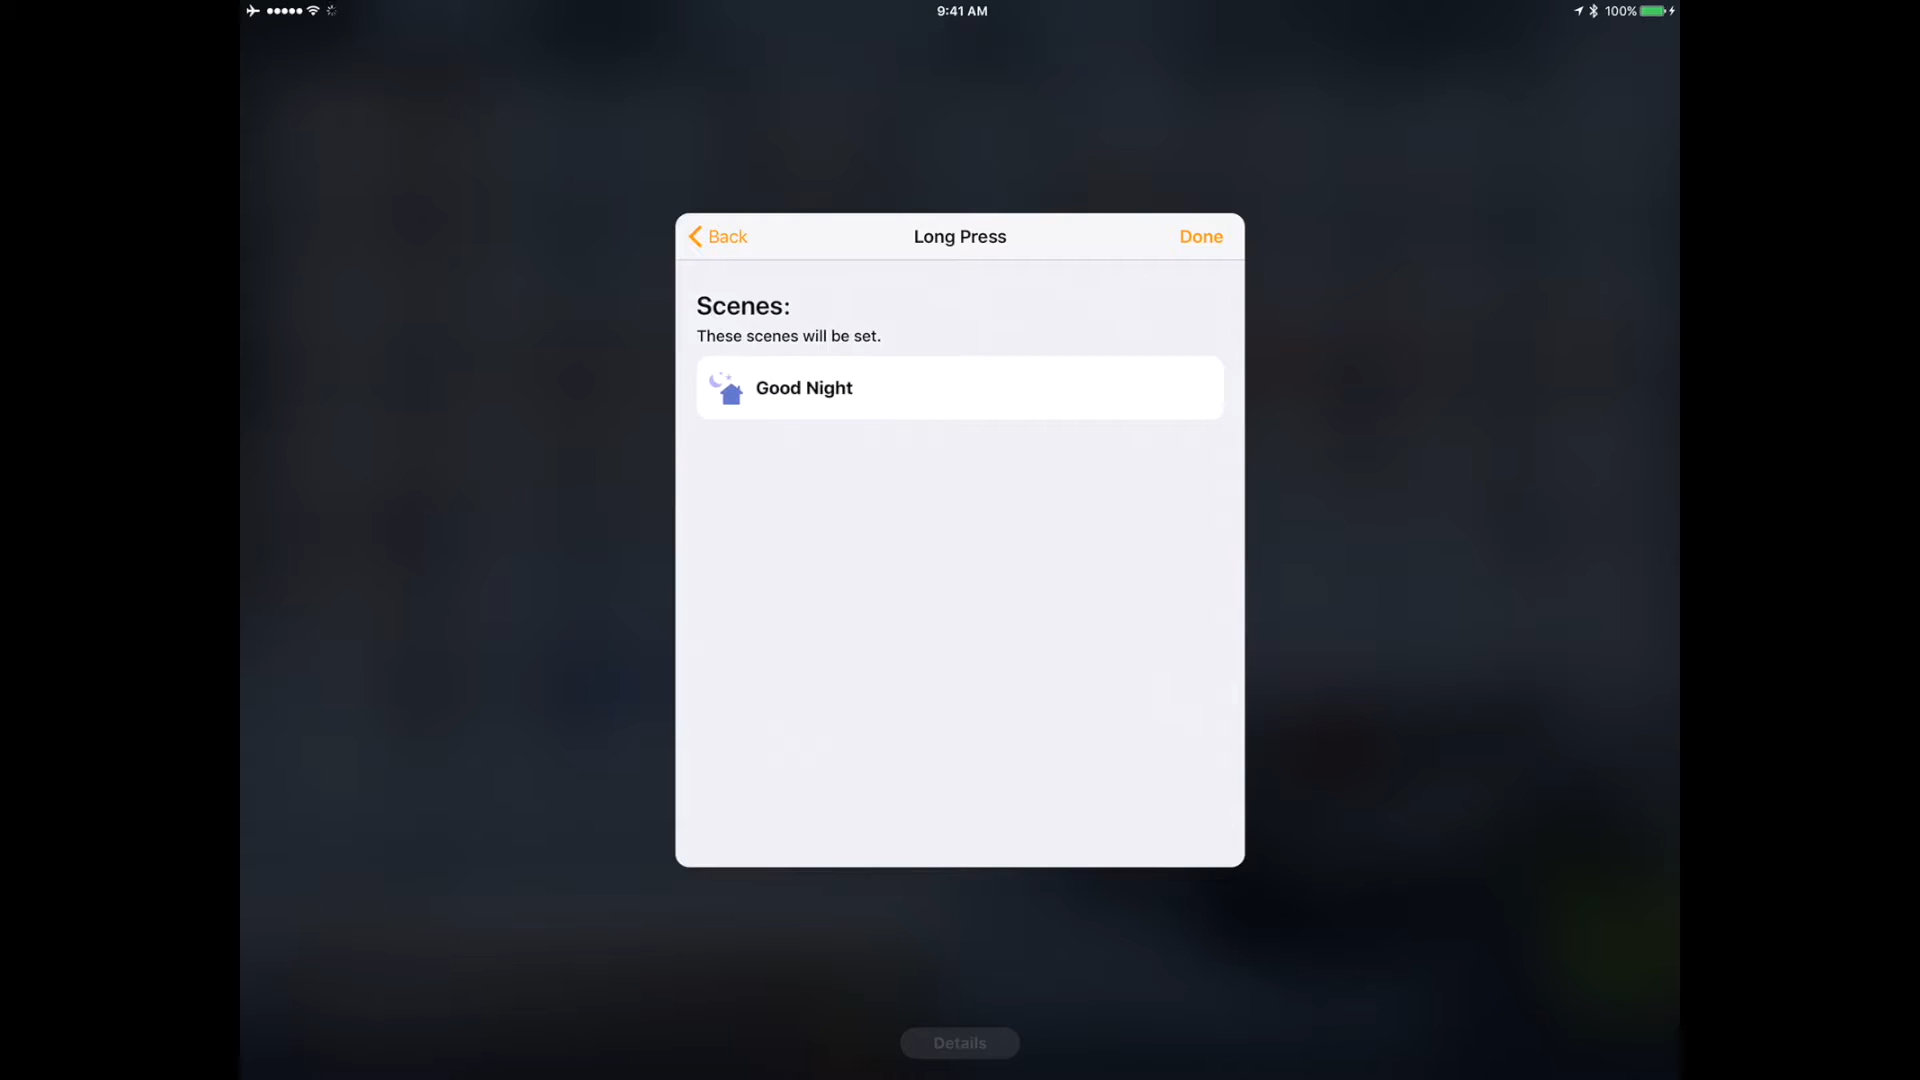 9:41 AM
100%
Back
Long Press
Done
Scenes:
These scenes will be set.
Good Night
Details